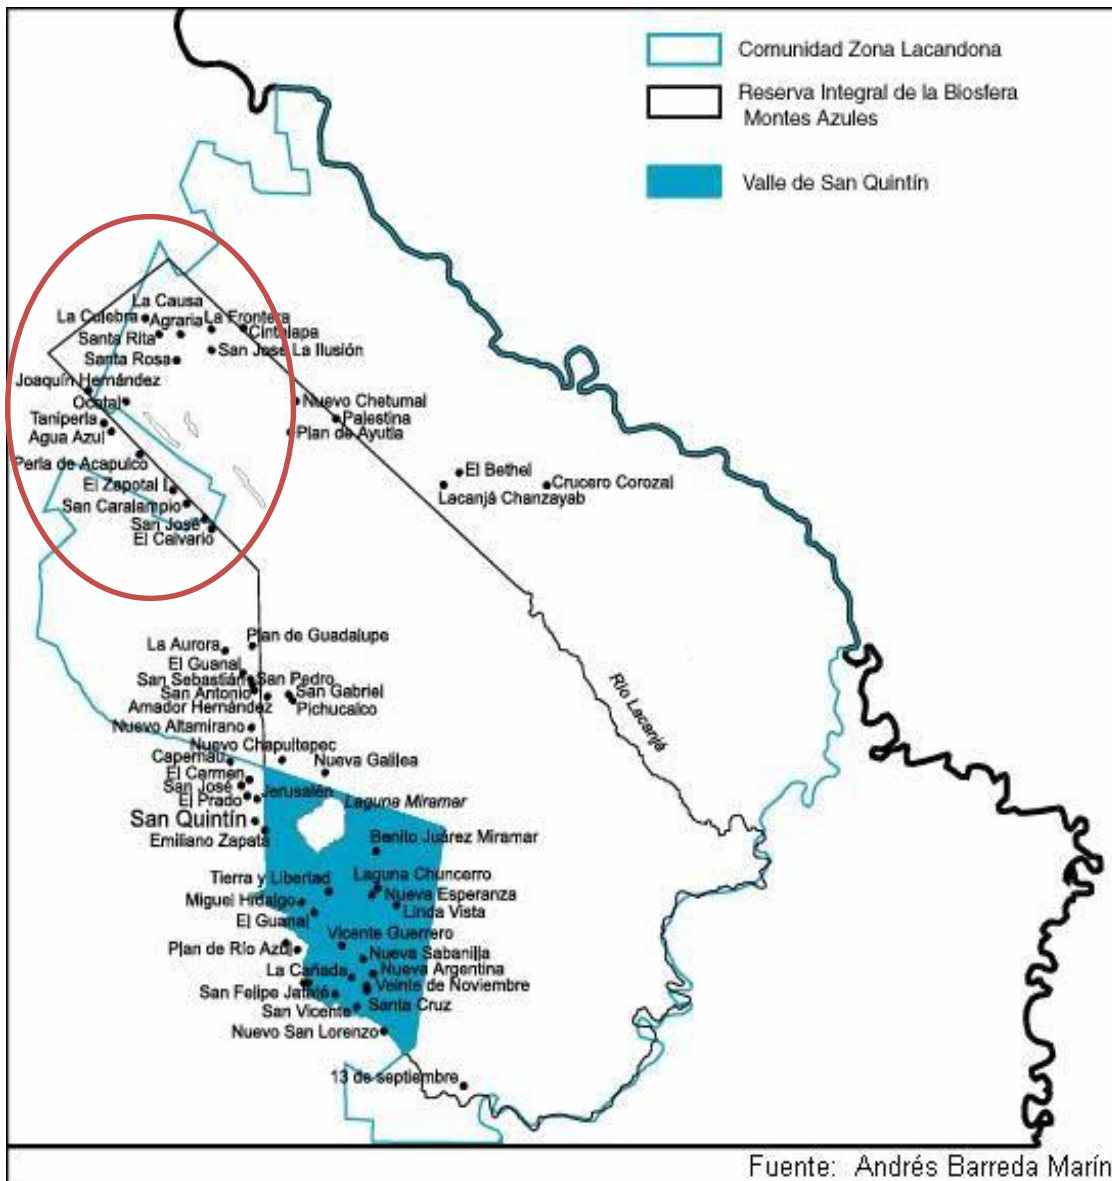 Comunidad Zona Lacandona
Reserva Integral de la Biosfera
Montes Azules
Valle de San Quintín
La Causa
La Culebra
Agraria
La Frontera
Cintalapa
Santa Rita
San José La Ilusión
Santa Rosa
Joaquín Hernández
Ocotal
Nuevo Chetumal
Taniperla
Palestina
Agua Azul
Plan de Ayutla
Perla de Acapulco
El Bethel
El Zapotal I
Lacanjá Chanzayab
Crucero Corozal
San Caralampio
San José
El Calvario
La Aurora
Plan de Guadalupe
El Guanal
San Sebastián
San Pedro
San Antonio
San Gabriel
Amador Hernández
Pichucalco
Río Lacanjá
Nuevo Altamirano
Nuevo Chapultepec
Capernau
Nueva Galilea
El Carmen
San José
Jerusalén
El Prado
Laguna Miramar
San Quintín
Emiliano Zapata
Benito Juárez Miramar
Tierra y Libertad
Laguna Chuncerro
Miguel Hidalgo
Nueva Esperanza
El Guanal
Linda Vista
Vicente Guerrero
Plan de Río Azul
Nueva Sabanilla
La Cañada
Nueva Argentina
San Felipe Jataté
Veinte de Noviembre
San Vicente
Santa Cruz
Nuevo San Lorenzo
13 de septiembre
Fuente: Andrés Barreda Marín